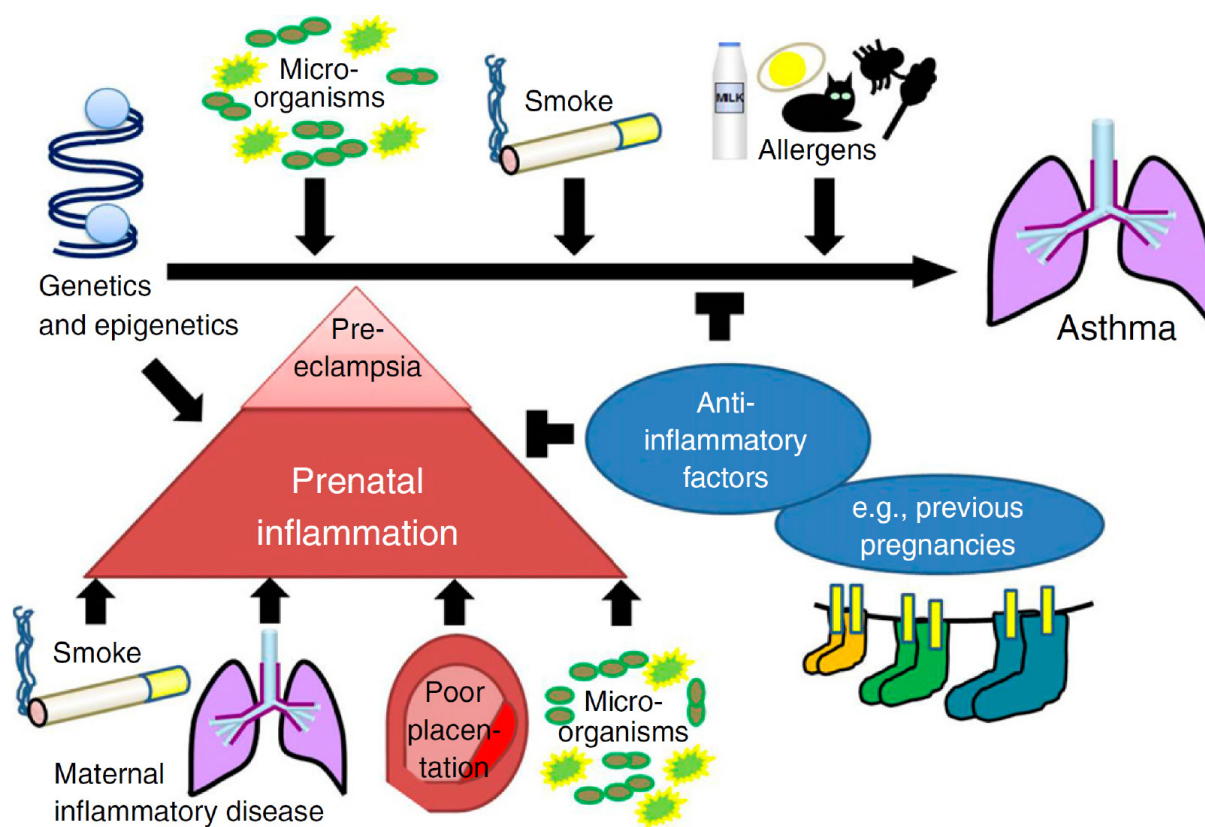 Micro-
organisms
Smoke
MILK
Allergens
Genetics
and epigenetics
Asthma
Pre-
eclampsia
Anti-
inflammatory
factors
Prenatal
inflammation
e.g., previous
pregnancies
Smoke
Maternal
inflammatory disease
Poor
placen-
tation
Micro-
organisms